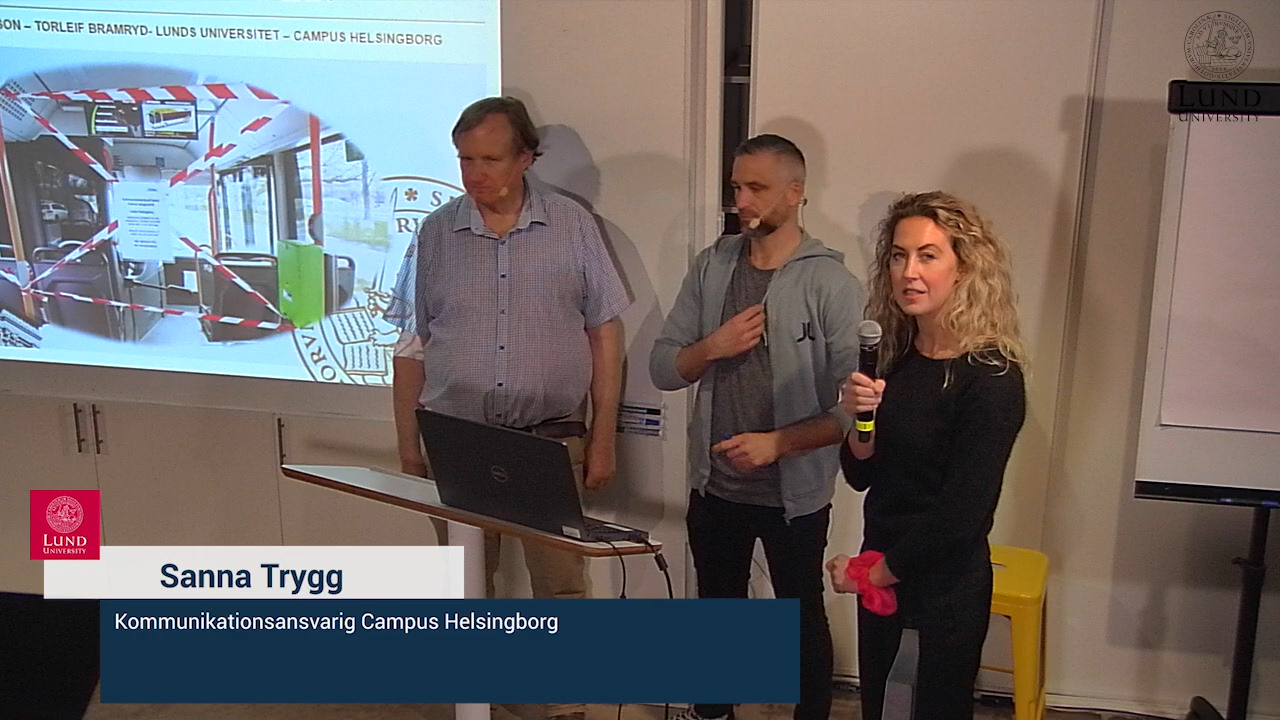 SON – TORLEIF BRAMRYD- LUNDS UNIVERSITET – CAMPUS HELSINGBORG
LUND
UNIVERSITY
LUND
UNIVERSITY
Sanna Trygg
Kommunikationsansvarig Campus Helsingborg